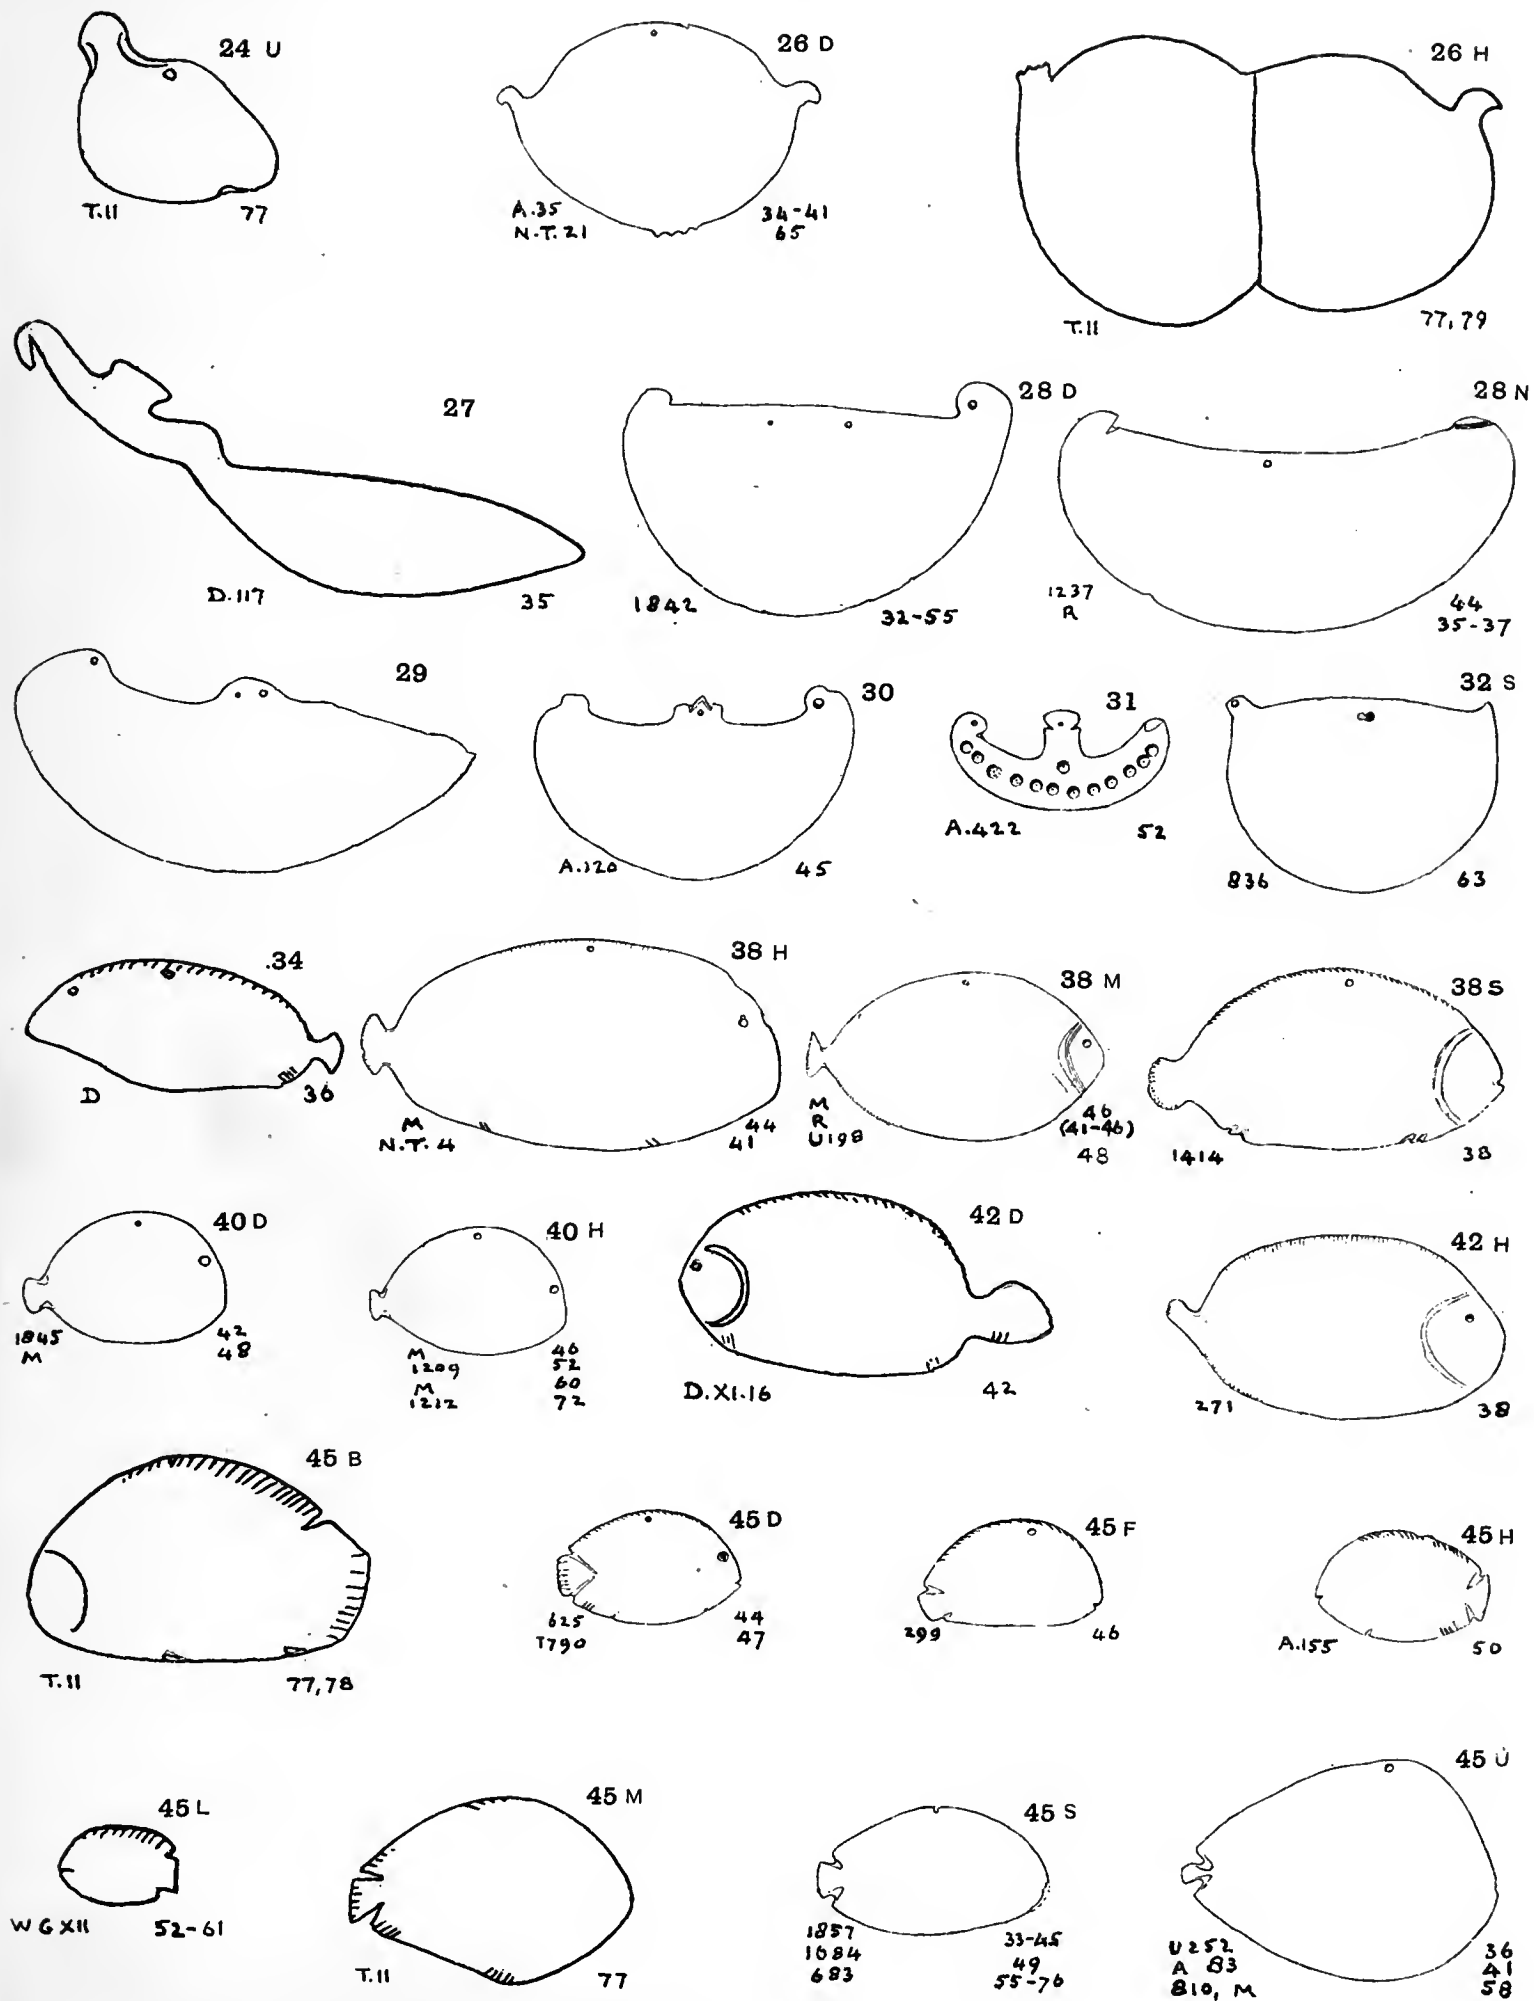 24 U
T.11 77
26 D
A.35 34-41
N.T.21 65
26 H
T.11 77,79
27
D.117 35
28 D
1842 32-55
28 N
1237 44
R 35-37
29
30
A.120 45
31
A.422 52
32 S
836 63
.34
D 36
38 H
M 44
N.T. 4 41
38 M
M 46
R (41-46)
U198 48
38 S
1414 38
40 D
1845 42
M 48
40 H
M 46
1209 52
M 60
1212 72
42 D
D.XI.16 42
42 H
271 38
45 B
T.11 77,78
45 D
625 44
T790 47
45 F
299 46
45 H
A.155 50
45 L
W G XII 52-61
45 M
T.11 77
45 S
1857 33-45
1684 49
683 55-76
45 U
U252 36
A 83 41
810, M 58